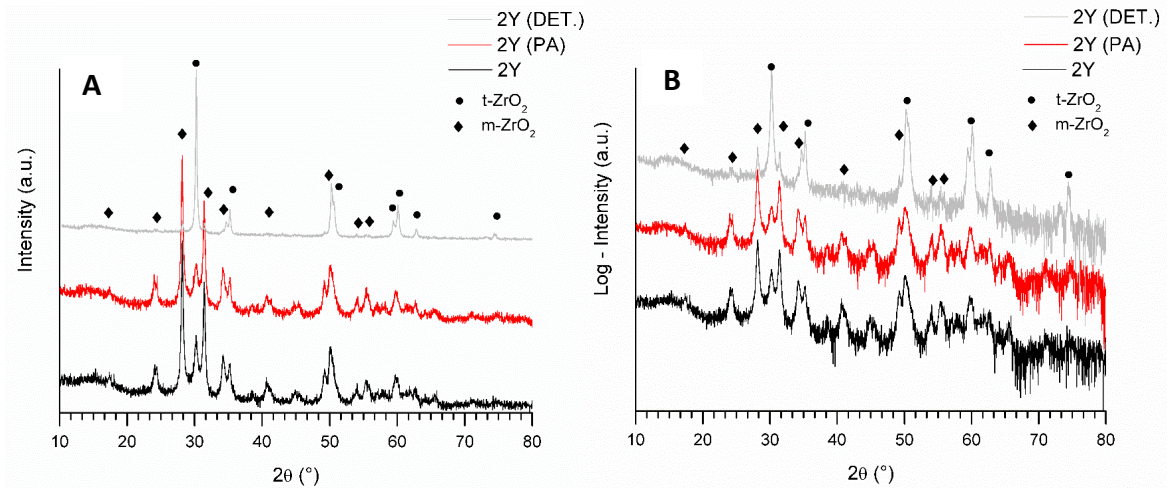 2Y (DET.)
2Y (PA)
2Y
A
t-ZrO2
m-ZrO2
Intensity (a.u.)
10 20 30 40 50 60 70 80
2θ (°)
2Y (DET.)
2Y (PA)
2Y
B
t-ZrO2
m-ZrO2
Log - Intensity (a.u.)
10 20 30 40 50 60 70 80
2θ (°)